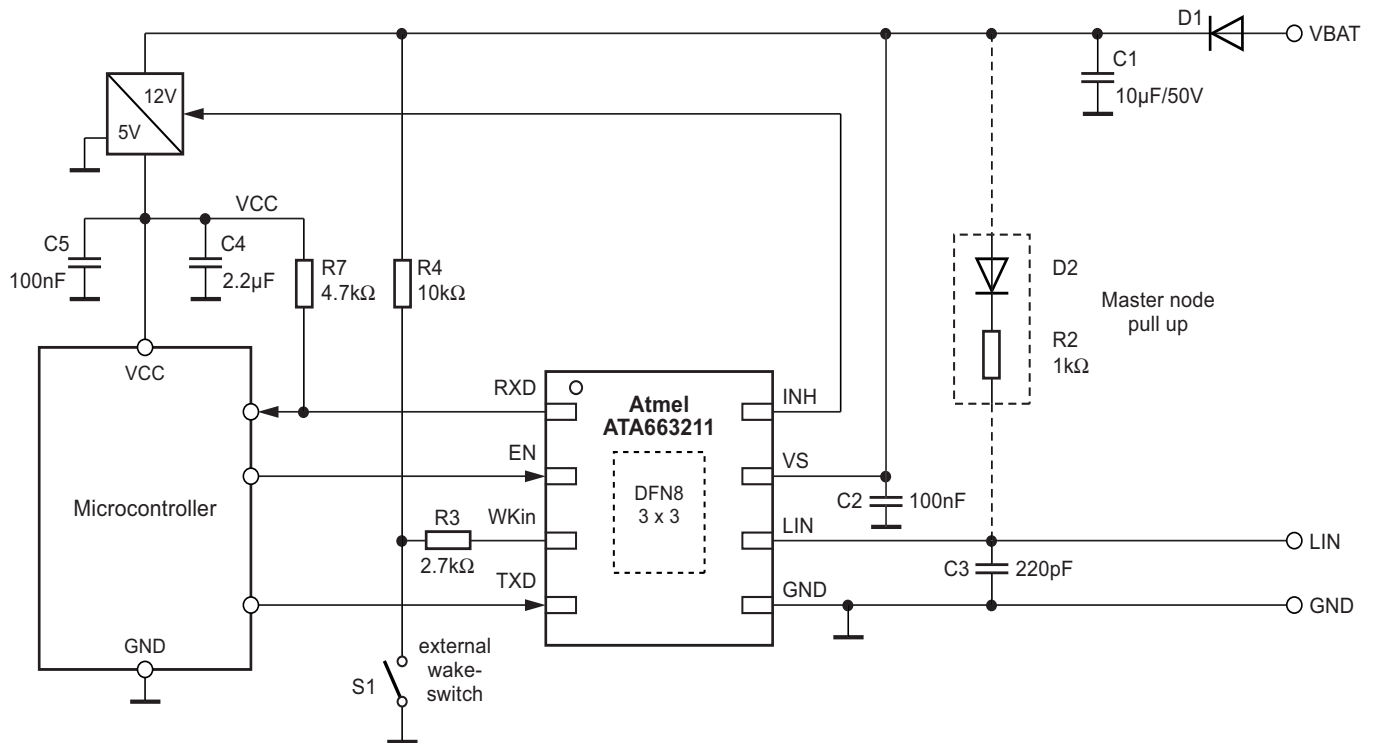 D1
VBAT
C1
10µF/50V
12V
5V
VCC
C5
100nF
C4
2.2µF
R7
4.7kΩ
R4
10kΩ
D2
R2
1kΩ
Master node
pull up
VCC
Microcontroller
GND
RXD
EN
WKin
TXD
R3
2.7kΩ
Atmel
ATA663211
DFN8
3 x 3
INH
VS
LIN
GND
C2
100nF
C3
220pF
LIN
GND
S1
external
wake-
switch